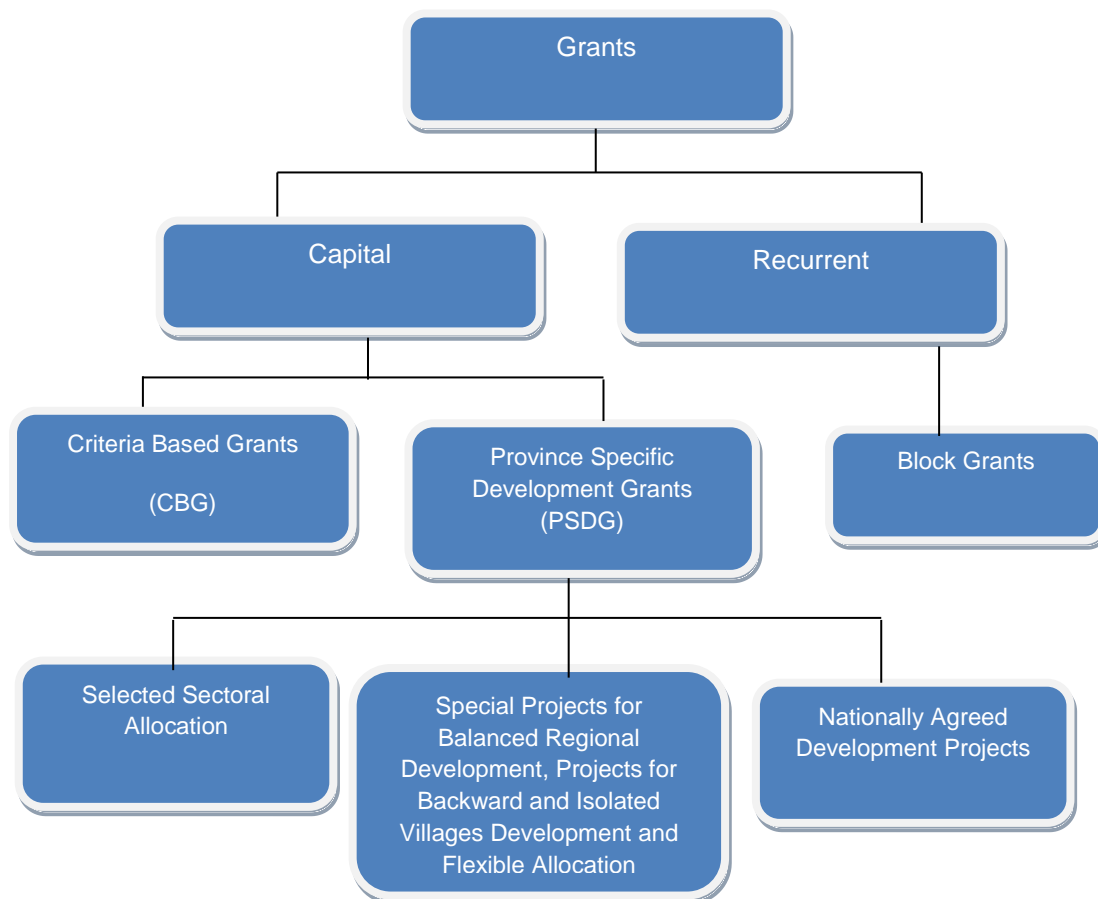 Grants
Capital
Recurrent
Criteria Based Grants
(CBG)
Province Specific
Development Grants
(PSDG)
Block Grants
Selected Sectoral
Allocation
Special Projects for
Balanced Regional
Development, Projects for
Backward and Isolated
Villages Development and
Flexible Allocation
Nationally Agreed
Development Projects